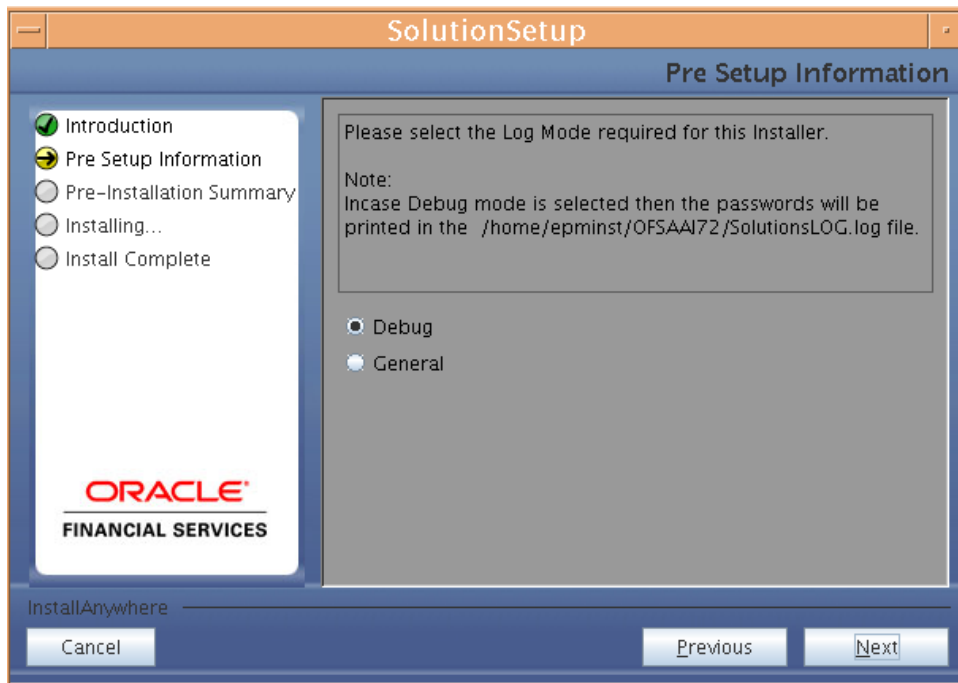 SolutionSetup
Pre Setup Information
Introduction
Pre Setup Information
Pre-Installation Summary
Installing...
Install Complete
ORACLE
FINANCIAL SERVICES
Please select the Log Mode required for this Installer.
Note:
Incase Debug mode is selected then the passwords will be
printed in the /home/epminst/OFSAAI72/SolutionsLOG.log file.
Debug
General
InstallAnywhere
Cancel
Previous
Next